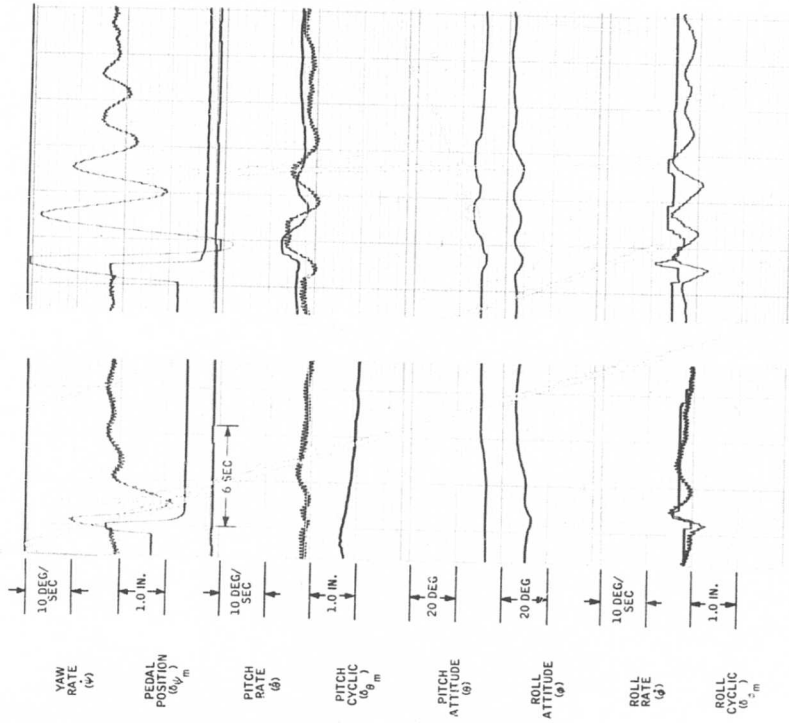 6 SEC
10 DEG/
SEC
1.0 IN.
10 DEG/
SEC
1.0 IN.
20 DEG
20 DEG
10 DEG/
SEC
1.0 IN.
YAW
RATE
(ψ̇)
PEDAL
POSITION
(δψm)
PITCH
RATE
(θ̇)
PITCH
CYCLIC
(δθm)
PITCH
ATTITUDE
(θ)
ROLL
ATTITUDE
(φ)
ROLL
RATE
(φ̇)
ROLL
CYCLIC